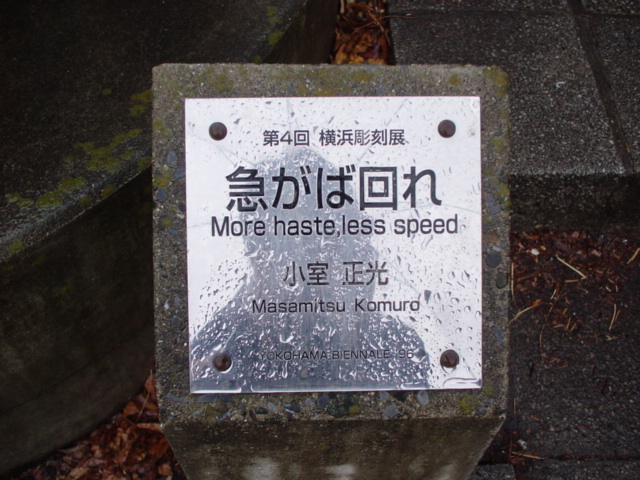 第4回 横浜彫刻展
急がば回れ
More haste,less speed
小室 正光
Masamitsu Komuro
YOKOHAMA BIENNALE '96